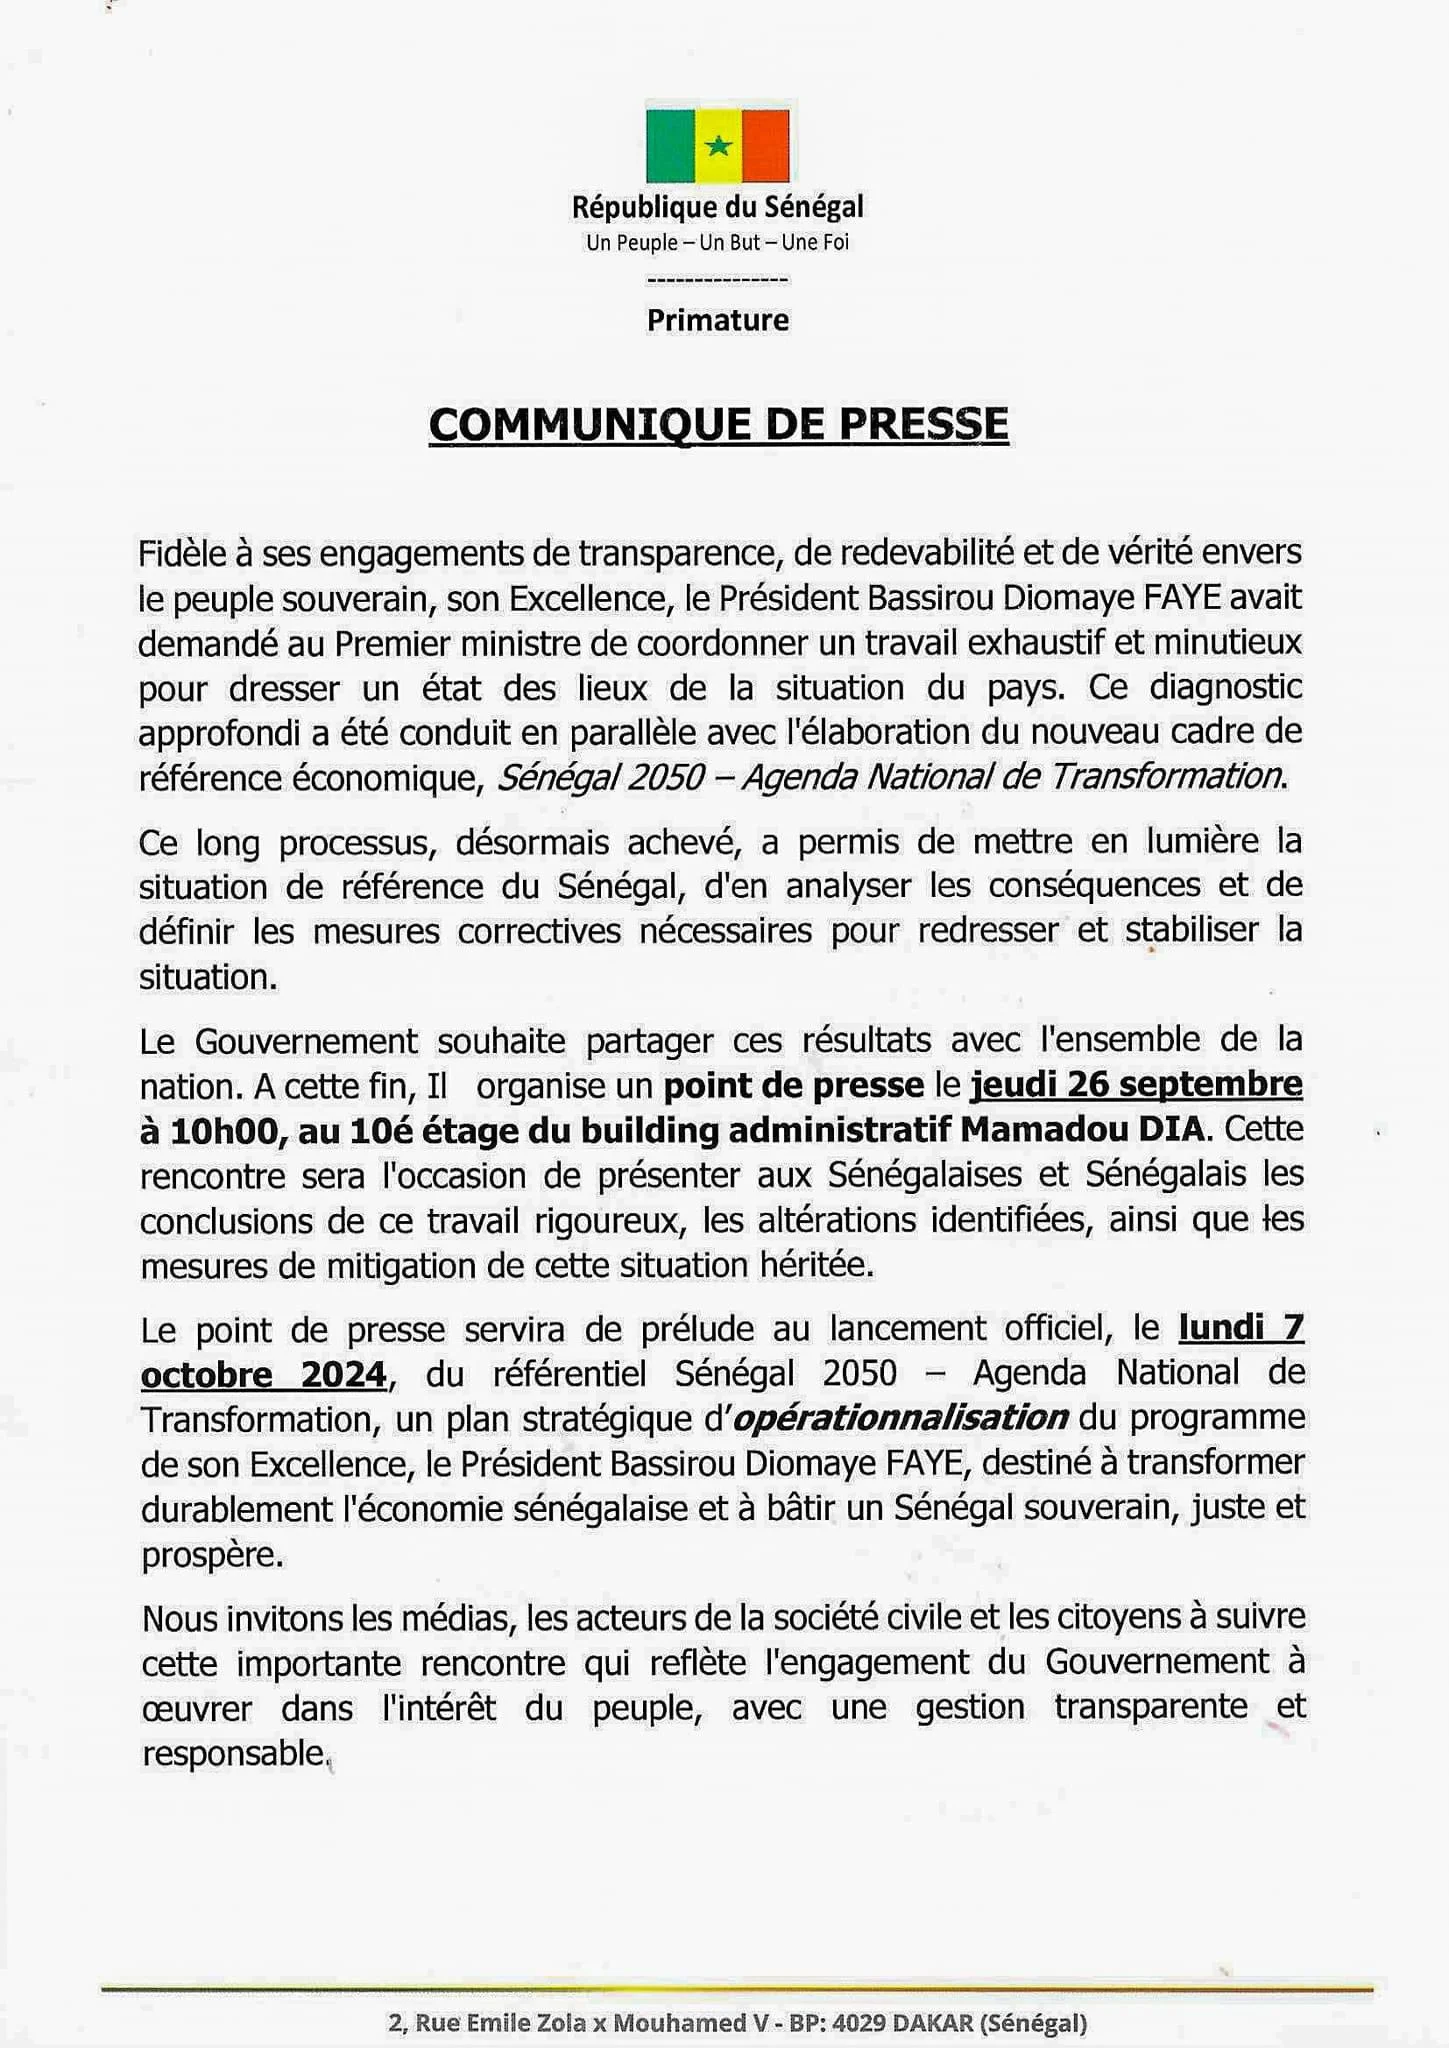 République du Sénégal
Un Peuple – Un But – Une Foi
---------------
Primature
COMMUNIQUE DE PRESSE
Fidèle à ses engagements de transparence, de redevabilité et de vérité envers
le peuple souverain, son Excellence, le Président Bassirou Diomaye FAYE avait
demandé au Premier ministre de coordonner un travail exhaustif et minutieux
pour dresser un état des lieux de la situation du pays. Ce diagnostic
approfondi a été conduit en parallèle avec l'élaboration du nouveau cadre de
référence économique, Sénégal 2050 – Agenda National de Transformation.
Ce long processus, désormais achevé, a permis de mettre en lumière la
situation de référence du Sénégal, d'en analyser les conséquences et de
définir les mesures correctives nécessaires pour redresser et stabiliser la
situation.
Le Gouvernement souhaite partager ces résultats avec l'ensemble de la
nation. A cette fin, Il organise un point de presse le jeudi 26 septembre
à 10h00, au 10é étage du building administratif Mamadou DIA. Cette
rencontre sera l'occasion de présenter aux Sénégalaises et Sénégalais les
conclusions de ce travail rigoureux, les altérations identifiées, ainsi que les
mesures de mitigation de cette situation héritée.
Le point de presse servira de prélude au lancement officiel, le lundi 7
octobre 2024, du référentiel Sénégal 2050 – Agenda National de
Transformation, un plan stratégique d'opérationnalisation du programme
de son Excellence, le Président Bassirou Diomaye FAYE, destiné à transformer
durablement l'économie sénégalaise et à bâtir un Sénégal souverain, juste et
prospère.
Nous invitons les médias, les acteurs de la société civile et les citoyens à suivre
cette importante rencontre qui reflète l'engagement du Gouvernement à
œuvrer dans l'intérêt du peuple, avec une gestion transparente et
responsable.
2, Rue Emile Zola x Mouhamed V - BP: 4029 DAKAR (Sénégal)